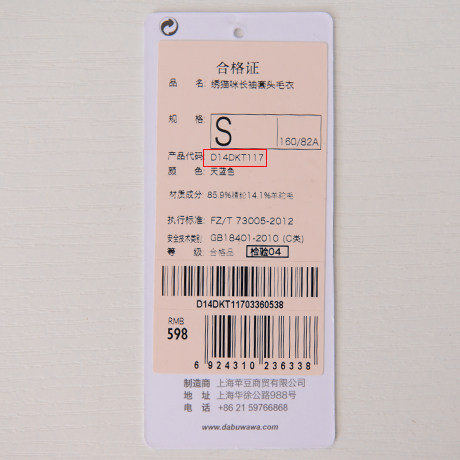 合格证
品 名: 绣猫咪长袖套头毛衣
规 格: S 160/82A
产品代码: D14DKT117
颜 色: 天蓝色
材质成分: 85.9%精纶14.1%羊驼毛
执行标准: FZ/T 73005-2012
安全技术类别: GB18401-2010 (C类)
等 级: 合格品 检验04
D14DKT11703360538
RMB
598
6 924310 236338
制造商 上海苹豆商贸有限公司
地 址 上海华徐公路988号
电 话 +86 21 59766868
www.dabuwawa.com